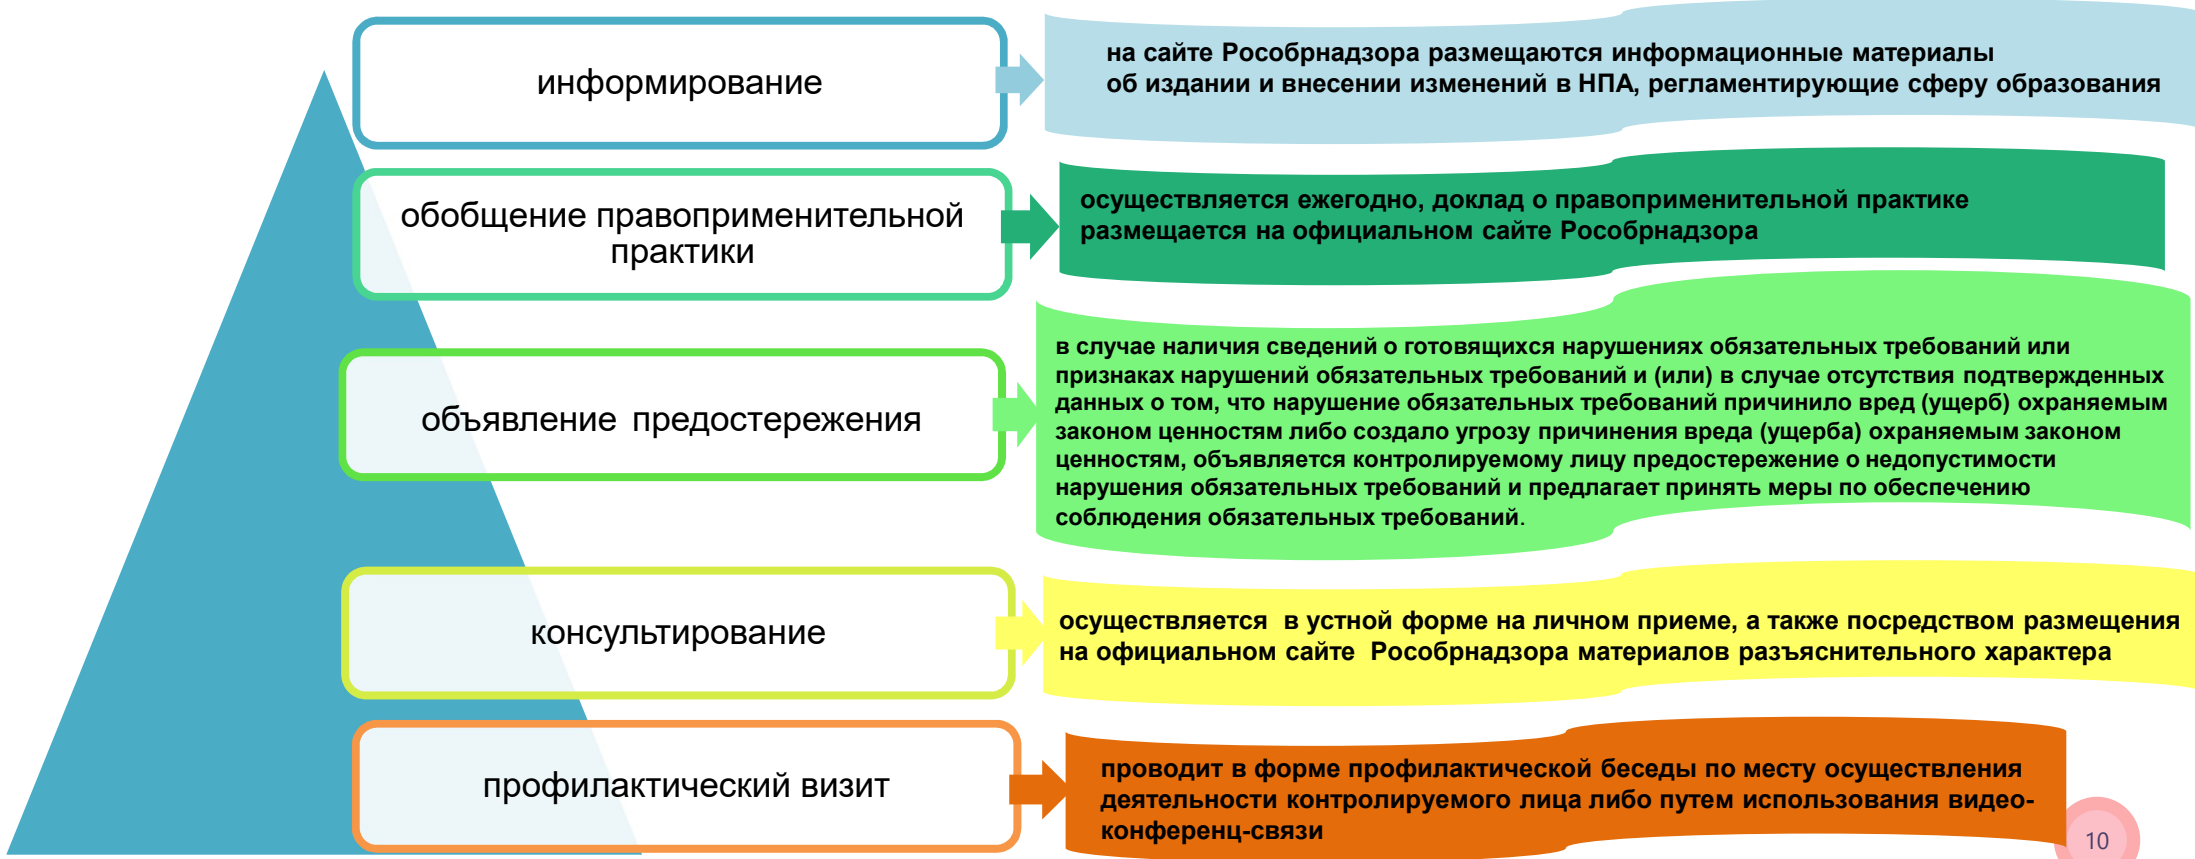 информирование
на сайте Рособрнадзора размещаются информационные материалы
об издании и внесении изменений в НПА, регламентирующие сферу образования
обобщение правоприменительной
практики
осуществляется ежегодно, доклад о правоприменительной практике
размещается на официальном сайте Рособрнадзора
объявление предостережения
в случае наличия сведений о готовящихся нарушениях обязательных требований или
признаках нарушений обязательных требований и (или) в случае отсутствия подтвержденных
данных о том, что нарушение обязательных требований причинило вред (ущерб) охраняемым
законом ценностям либо создало угрозу причинения вреда (ущерба) охраняемым законом
ценностям, объявляется контролируемому лицу предостережение о недопустимости
нарушения обязательных требований и предлагает принять меры по обеспечению
соблюдения обязательных требований.
консультирование
осуществляется в устной форме на личном приеме, а также посредством размещения
на официальном сайте Рособрнадзора материалов разъяснительного характера
профилактический визит
проводит в форме профилактической беседы по месту осуществления
деятельности контролируемого лица либо путем использования видео-
конференц-связи
10